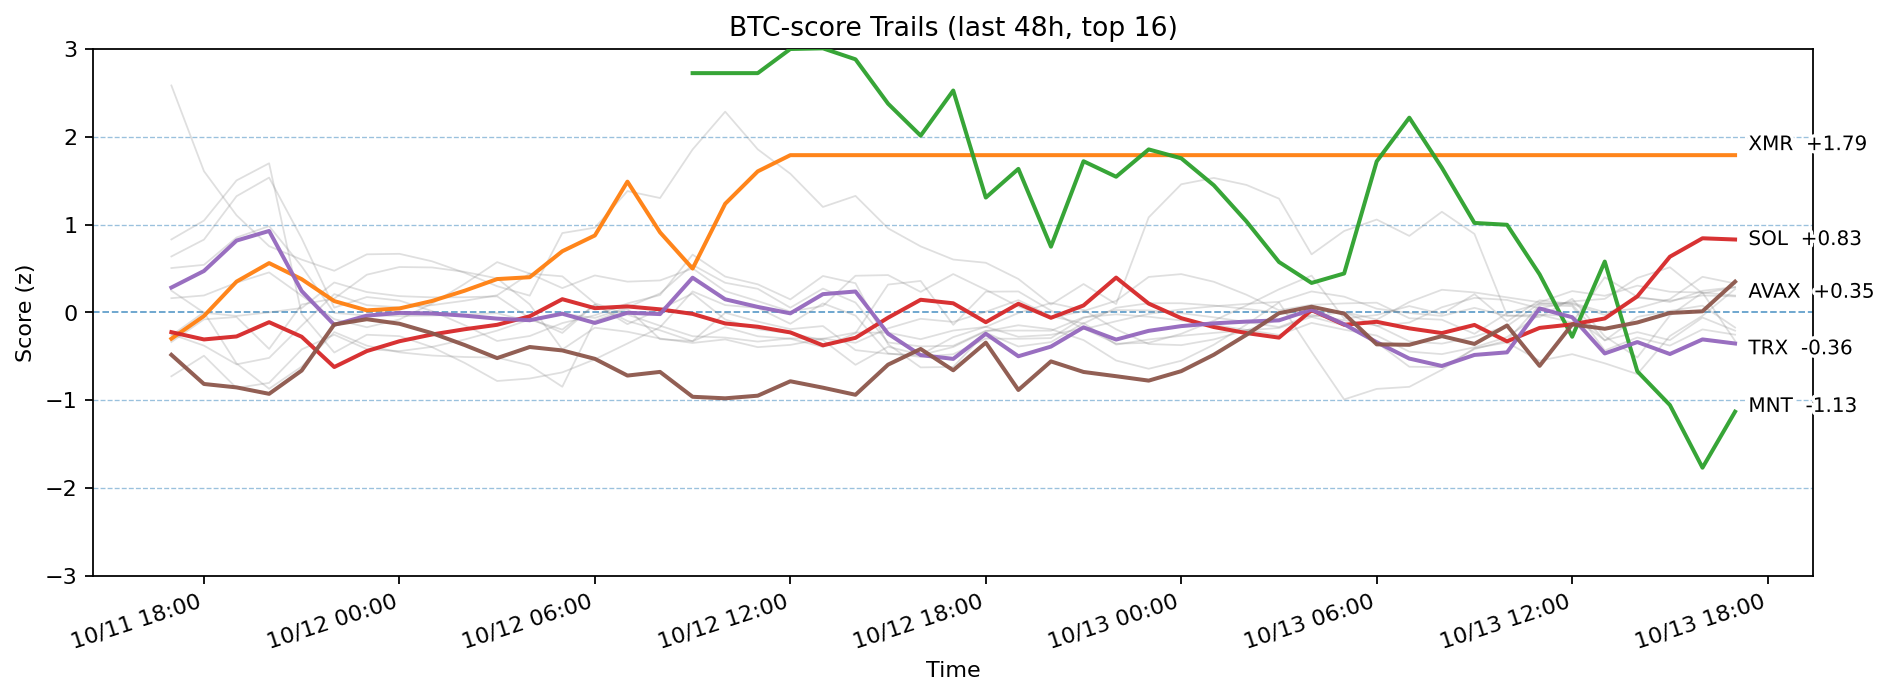 BTC-score Trails (last 48h, top 16)
Score (z)
3
2
1
0
−1
−2
−3
XMR +1.79
SOL +0.83
AVAX +0.35
TRX -0.36
MNT -1.13
10/11 18:00
10/12 00:00
10/12 06:00
10/12 12:00
10/12 18:00
10/13 00:00
10/13 06:00
10/13 12:00
10/13 18:00
Time